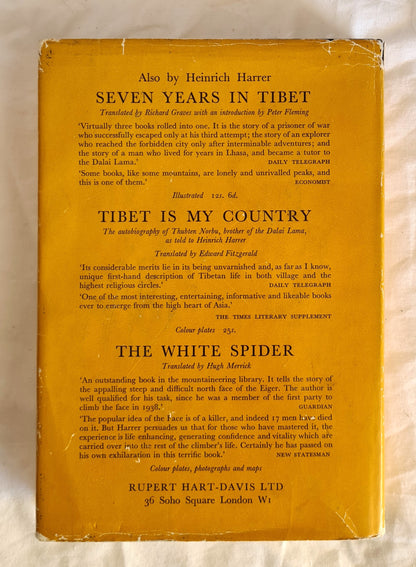 Also by Heinrich Harrer
SEVEN YEARS IN TIBET
Translated by Richard Graves with an introduction by Peter Fleming
'Virtually three books rolled into one. It is the story of a prisoner of war
who successfully escaped only at his third attempt; the story of an explorer
who reached the forbidden city only after interminable adventures; and
the story of a man who lived for years in Lhasa, and became a tutor to
the Dalai Lama.' DAILY TELEGRAPH
'Some books, like some mountains, are lonely and unrivalled peaks, and
this is one of them.' ECONOMIST
Illustrated 12s. 6d.
TIBET IS MY COUNTRY
The autobiography of Thubten Norbu, brother of the Dalai Lama,
as told to Heinrich Harrer
Translated by Edward Fitzgerald
'Its considerable merits lie in its being unvarnished and, as far as I know,
unique first-hand description of Tibetan life in both village and the
highest religious circles.' DAILY TELEGRAPH
'One of the most interesting, entertaining, informative and likeable books
ever to emerge from the high heart of Asia.'
THE TIMES LITERARY SUPPLEMENT
Colour plates 25s.
THE WHITE SPIDER
Translated by Hugh Merrick
'An outstanding book in the mountaineering library. It tells the story of
the appalling steep and difficult north face of the Eiger. The author is
well qualified for his task, since he was a member of the first party to
climb the face in 1938.' GUARDIAN
'The popular idea of the Face is of a killer, and indeed 17 men have died
on it. But Harrer persuades us that for those who have mastered it, the
experience is life enhancing, generating confidence and vitality which are
carried over into the rest of the climber's life. Certainly he has passed on
his own exhilaration in this terrific book.' NEW STATESMAN
Colour plates, photographs and maps
RUPERT HART-DAVIS LTD
36 Soho Square London W1